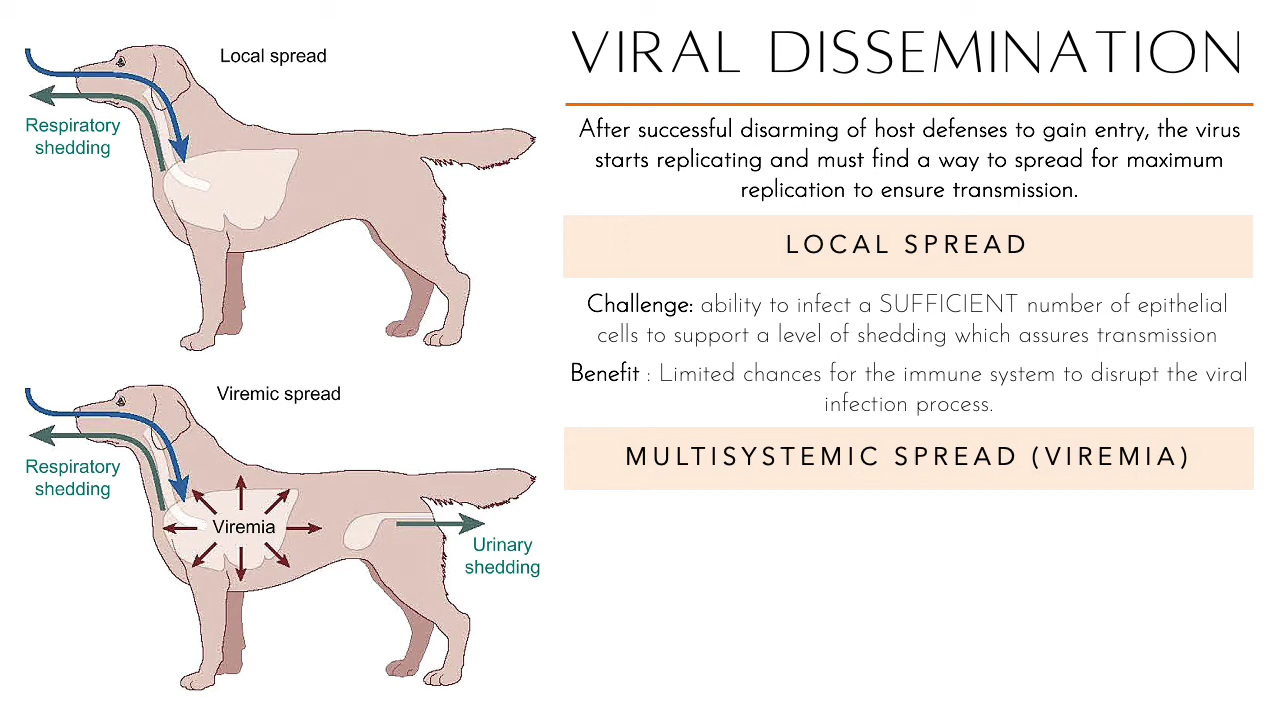 Local spread
Respiratory
shedding
Viremic spread
Respiratory
shedding
Viremia
Urinary
shedding
VIRAL DISSEMINATION
After successful disarming of host defenses to gain entry, the virus
starts replicating and must find a way to spread for maximum
replication to ensure transmission.
LOCAL SPREAD
Challenge: ability to infect a SUFFICIENT number of epithelial
cells to support a level of shedding which assures transmission
Benefit : Limited chances for the immune system to disrupt the viral
infection process.
MULTISYSTEMIC SPREAD (VIREMIA)